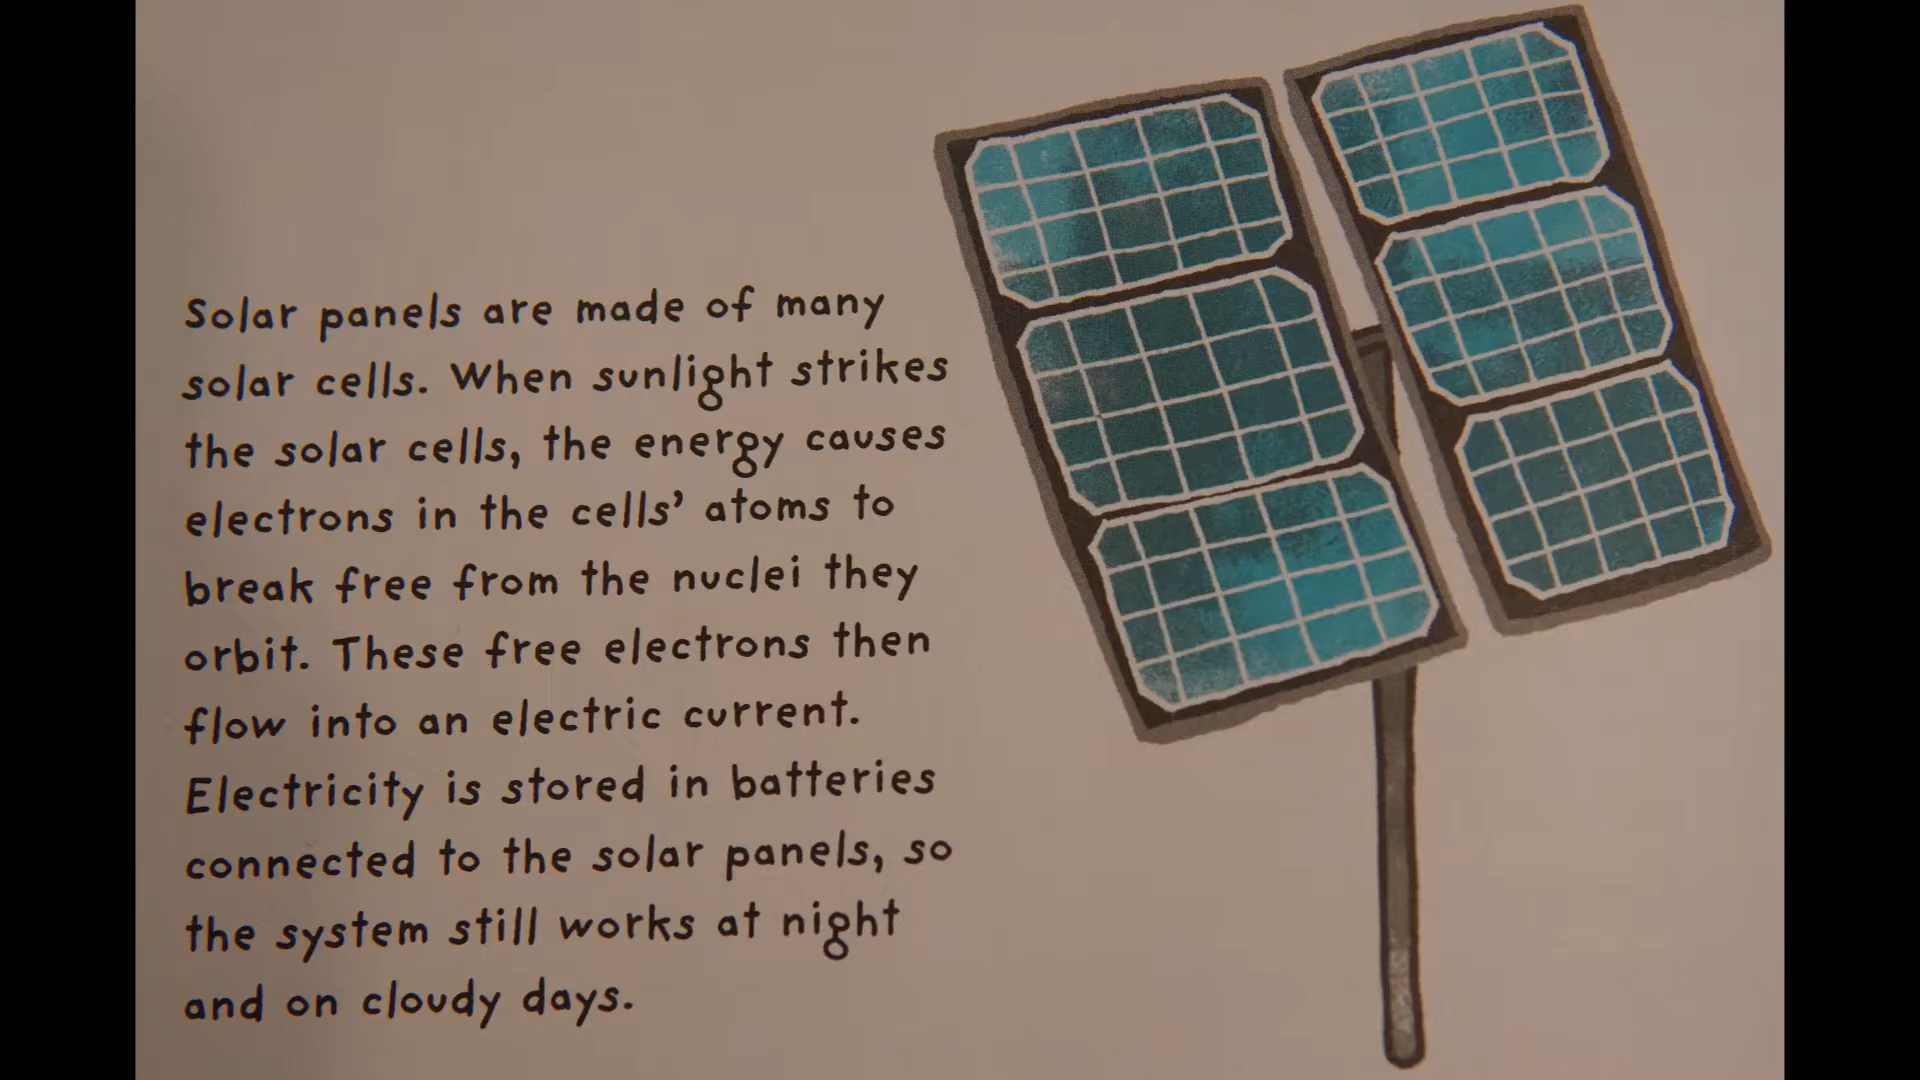 Solar panels are made of many
solar cells. When sunlight strikes
the solar cells, the energy causes
electrons in the cells’ atoms to
break free from the nuclei they
orbit. These free electrons then
flow into an electric current.
Electricity is stored in batteries
connected to the solar panels, so
the system still works at night
and on cloudy days.